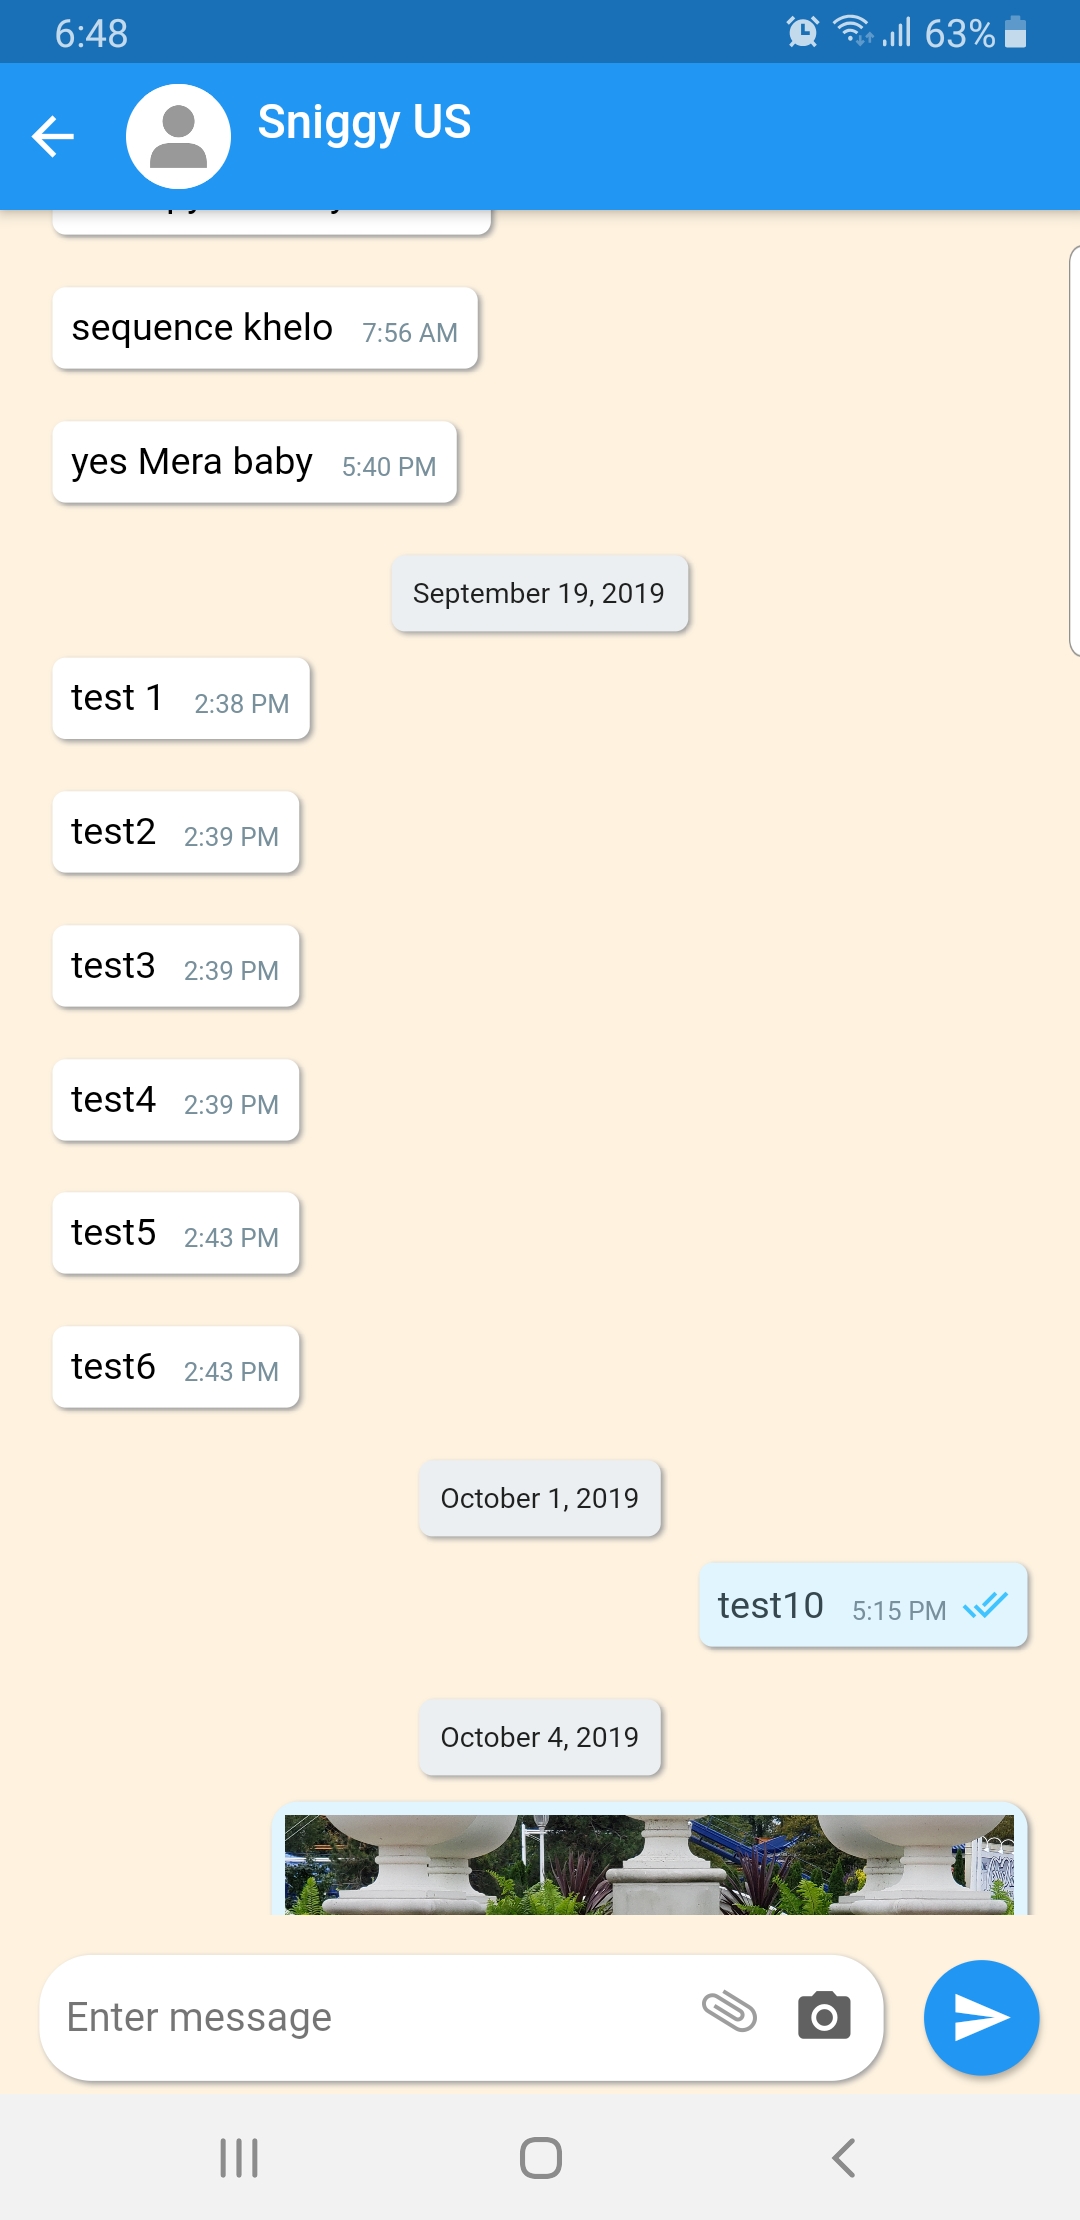 6:48 63%
Sniggy US
sequence khelo 7:56 AM
yes Mera baby 5:40 PM
September 19, 2019
test 1 2:38 PM
test2 2:39 PM
test3 2:39 PM
test4 2:39 PM
test5 2:43 PM
test6 2:43 PM
October 1, 2019
test10 5:15 PM
October 4, 2019
Enter message